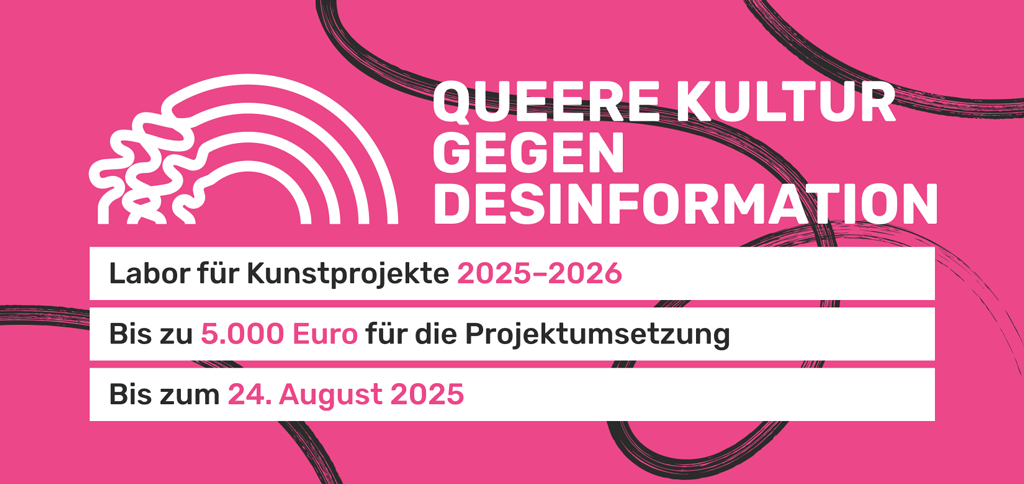 QUEERE KULTUR
GEGEN
DESINFORMATION
Labor für Kunstprojekte 2025–2026
Bis zu 5.000 Euro für die Projektumsetzung
Bis zum 24. August 2025